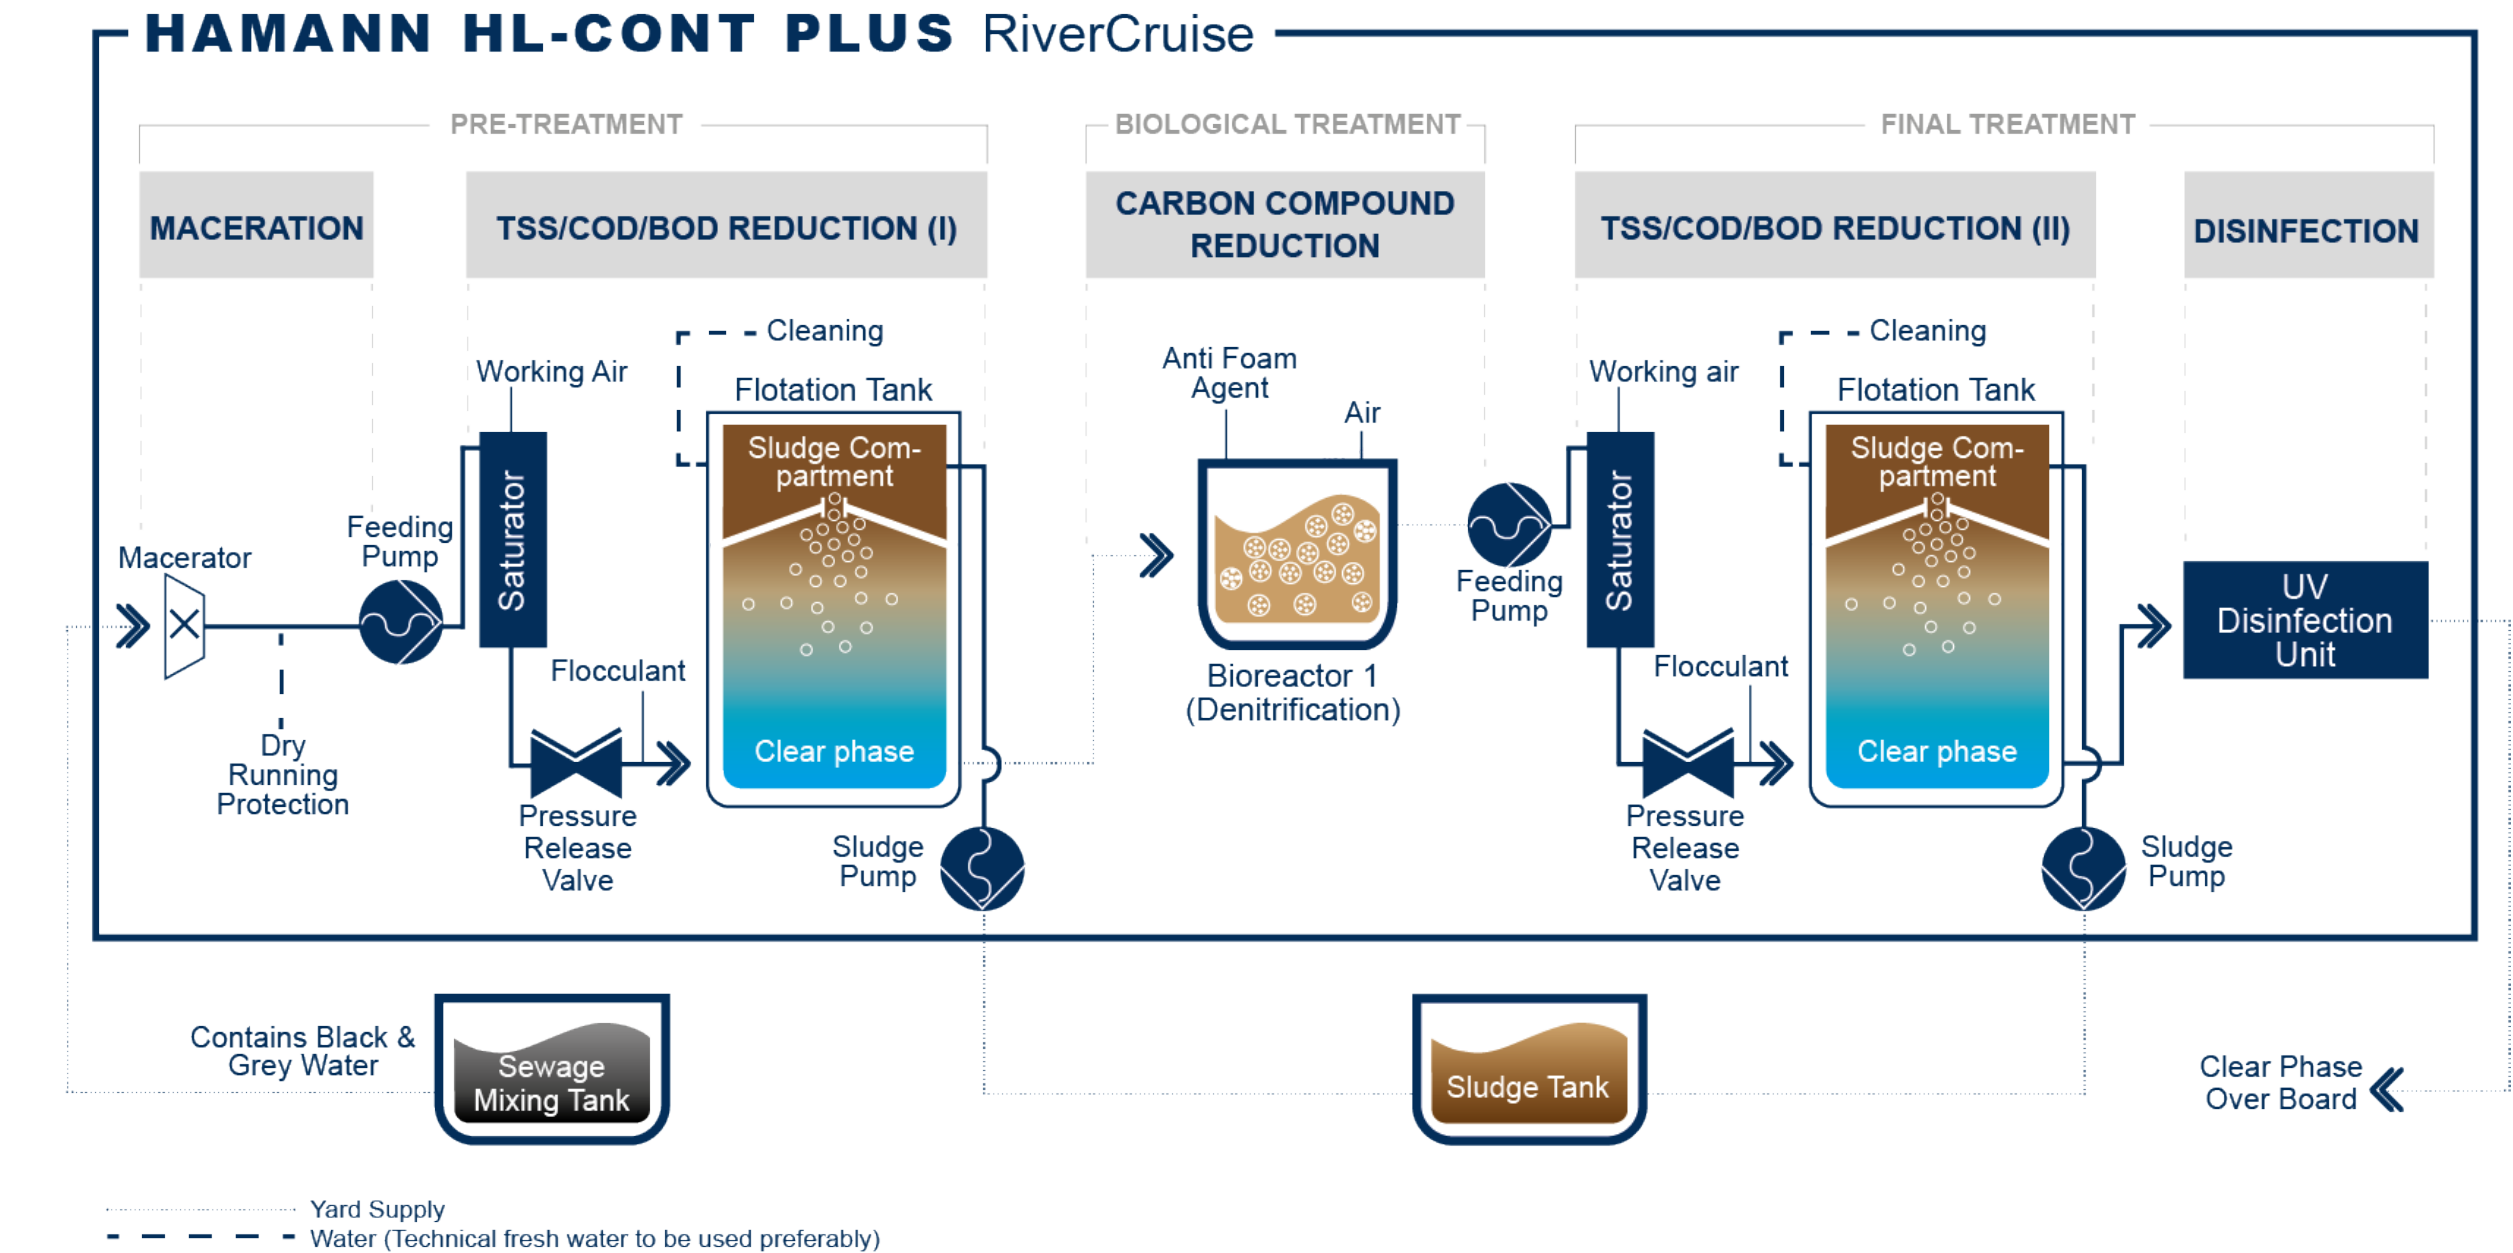 HAMANN HL-CONT PLUS RiverCruise
PRE-TREATMENT
BIOLOGICAL TREATMENT
FINAL TREATMENT
MACERATION
TSS/COD/BOD REDUCTION (I)
CARBON COMPOUND
REDUCTION
TSS/COD/BOD REDUCTION (II)
DISINFECTION
Macerator
Dry
Running
Protection
Feeding
Pump
Working Air
Saturator
Flocculant
Pressure
Release
Valve
Cleaning
Flotation Tank
Sludge Com-
partment
Clear phase
Sludge
Pump
Anti Foam
Agent
Air
Bioreactor 1
(Denitrification)
Feeding
Pump
Working air
Saturator
Flocculant
Pressure
Release
Valve
Cleaning
Flotation Tank
Sludge Com-
partment
Clear phase
Sludge
Pump
UV
Disinfection
Unit
Contains Black &
Grey Water
Sewage
Mixing Tank
Sludge Tank
Clear Phase
Over Board
Yard Supply
Water (Technical fresh water to be used preferably)